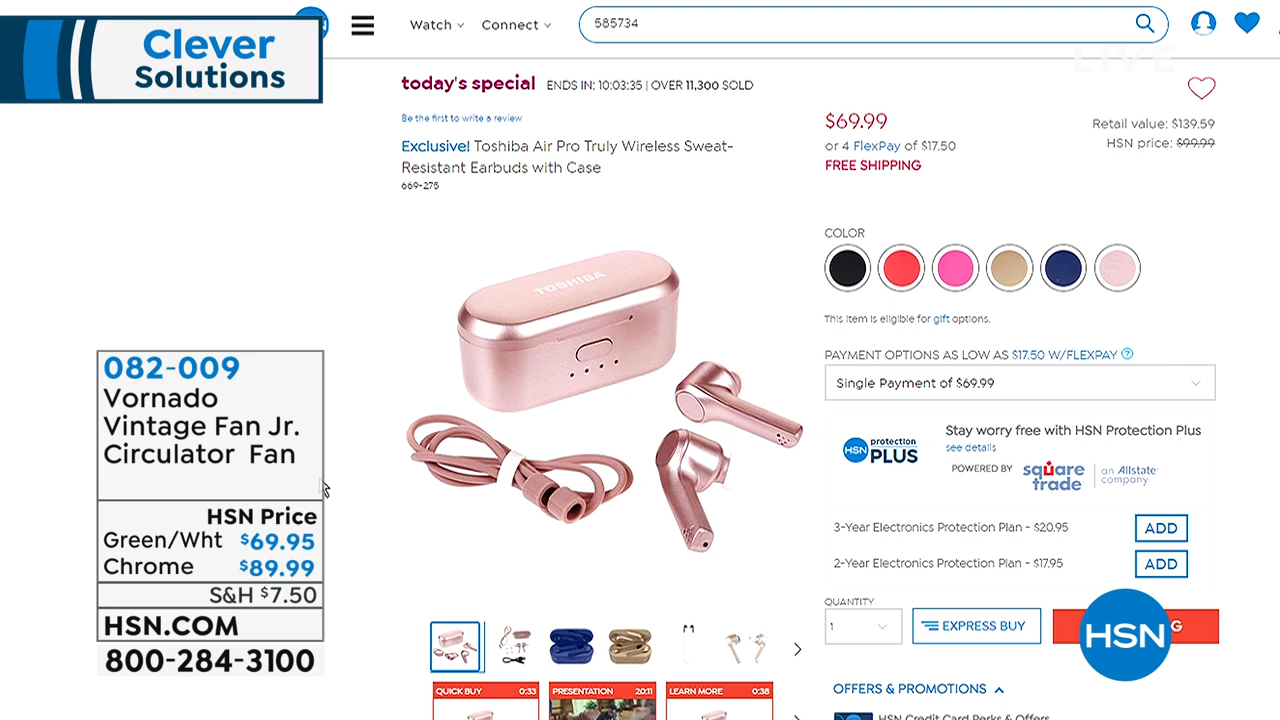 Clever
Solutions
HSN
Watch
Connect
585734
LIVE
today's special ENDS IN: 10:03:35 | OVER 11,300 SOLD
Be the first to write a review
Exclusive! Toshiba Air Pro Truly Wireless Sweat-
Resistant Earbuds with Case
669-275
TOSHIBA
$69.99
or 4 FlexPay of $17.50
FREE SHIPPING
Retail value: $139.59
HSN price: $99.99
COLOR
This item is eligible for gift options.
PAYMENT OPTIONS AS LOW AS $17.50 W/FLEXPAY ?
Single Payment of $69.99
HSN protection PLUS
Stay worry free with HSN Protection Plus
see details
POWERED BY square trade | an Allstate company
3-Year Electronics Protection Plan - $20.95 ADD
2-Year Electronics Protection Plan - $17.95 ADD
QUANTITY
1
EXPRESS BUY
HSN
G
OFFERS & PROMOTIONS
HSN Credit Card Perks & Offers
QUICK BUY 0:33
PRESENTATION 20:11
LEARN MORE 0:38
082-009
Vornado
Vintage Fan Jr.
Circulator Fan
HSN Price
Green/Wht $69.95
Chrome $89.99
S&H $7.50
HSN.COM
800-284-3100